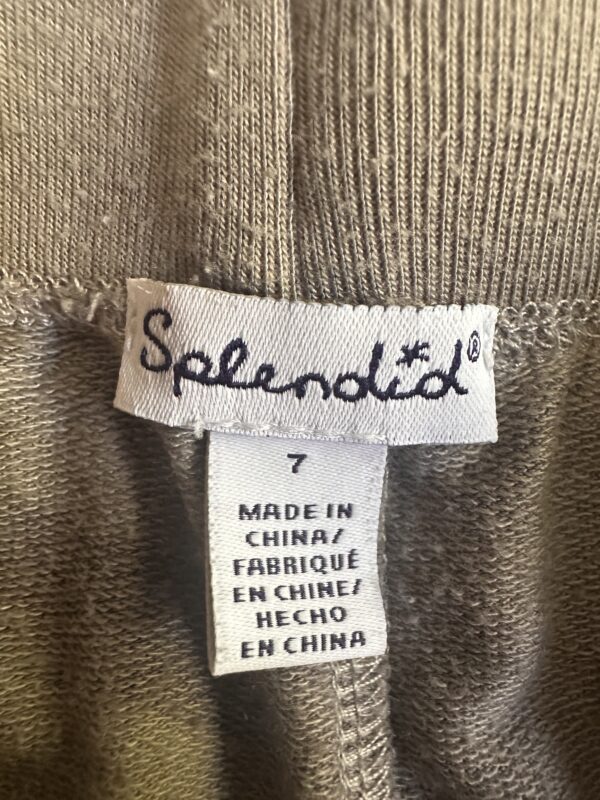 Splendid®
7
MADE IN
CHINA/
FABRIQUÉ
EN CHINE/
HECHO
EN CHINA